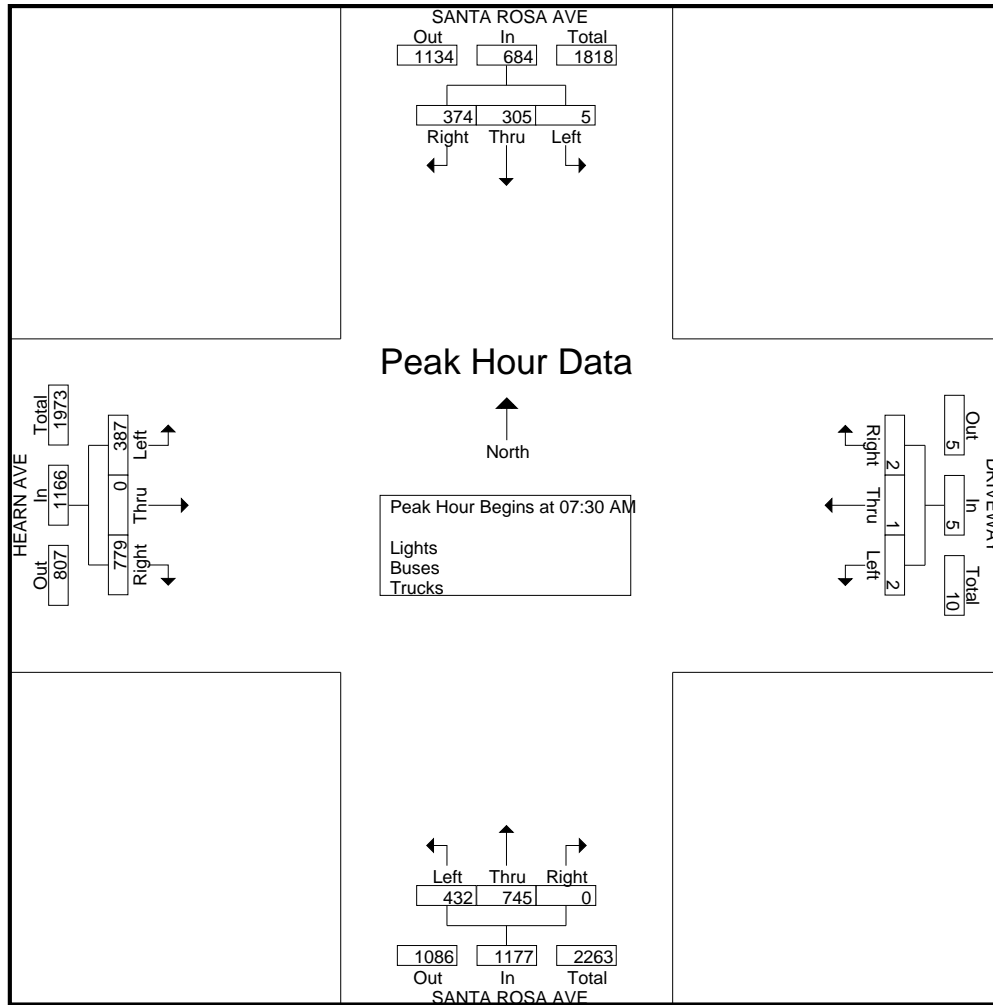 SANTA ROSA AVE
Out In Total
1134 684 1818
374 305 5
Right Thru Left
Peak Hour Data
North
Peak Hour Begins at 07:30 AM
Lights
Buses
Trucks
HEARN AVE
Out In Total
807 1166 1973
779 0 387
Right Thru Left
DRIVEWAY
Out In Total
5 5 10
2 1 2
Right Thru Left
Left Thru Right
432 745 0
1086 1177 2263
Out In Total
SANTA ROSA AVE